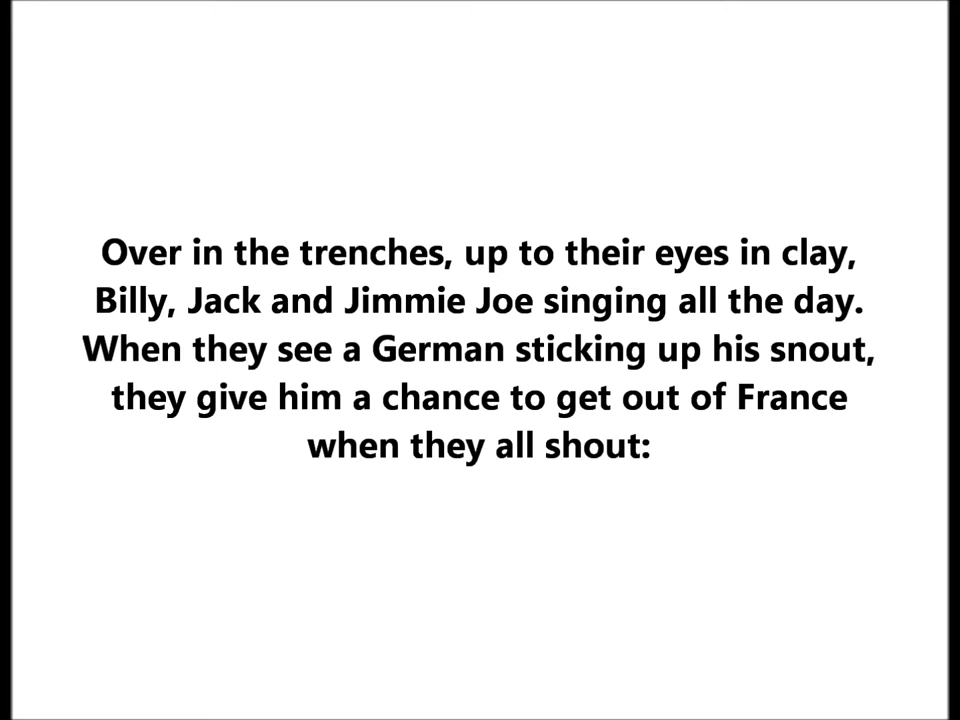 Over in the trenches, up to their eyes in clay,
Billy, Jack and Jimmie Joe singing all the day.
When they see a German sticking up his snout,
they give him a chance to get out of France
when they all shout: